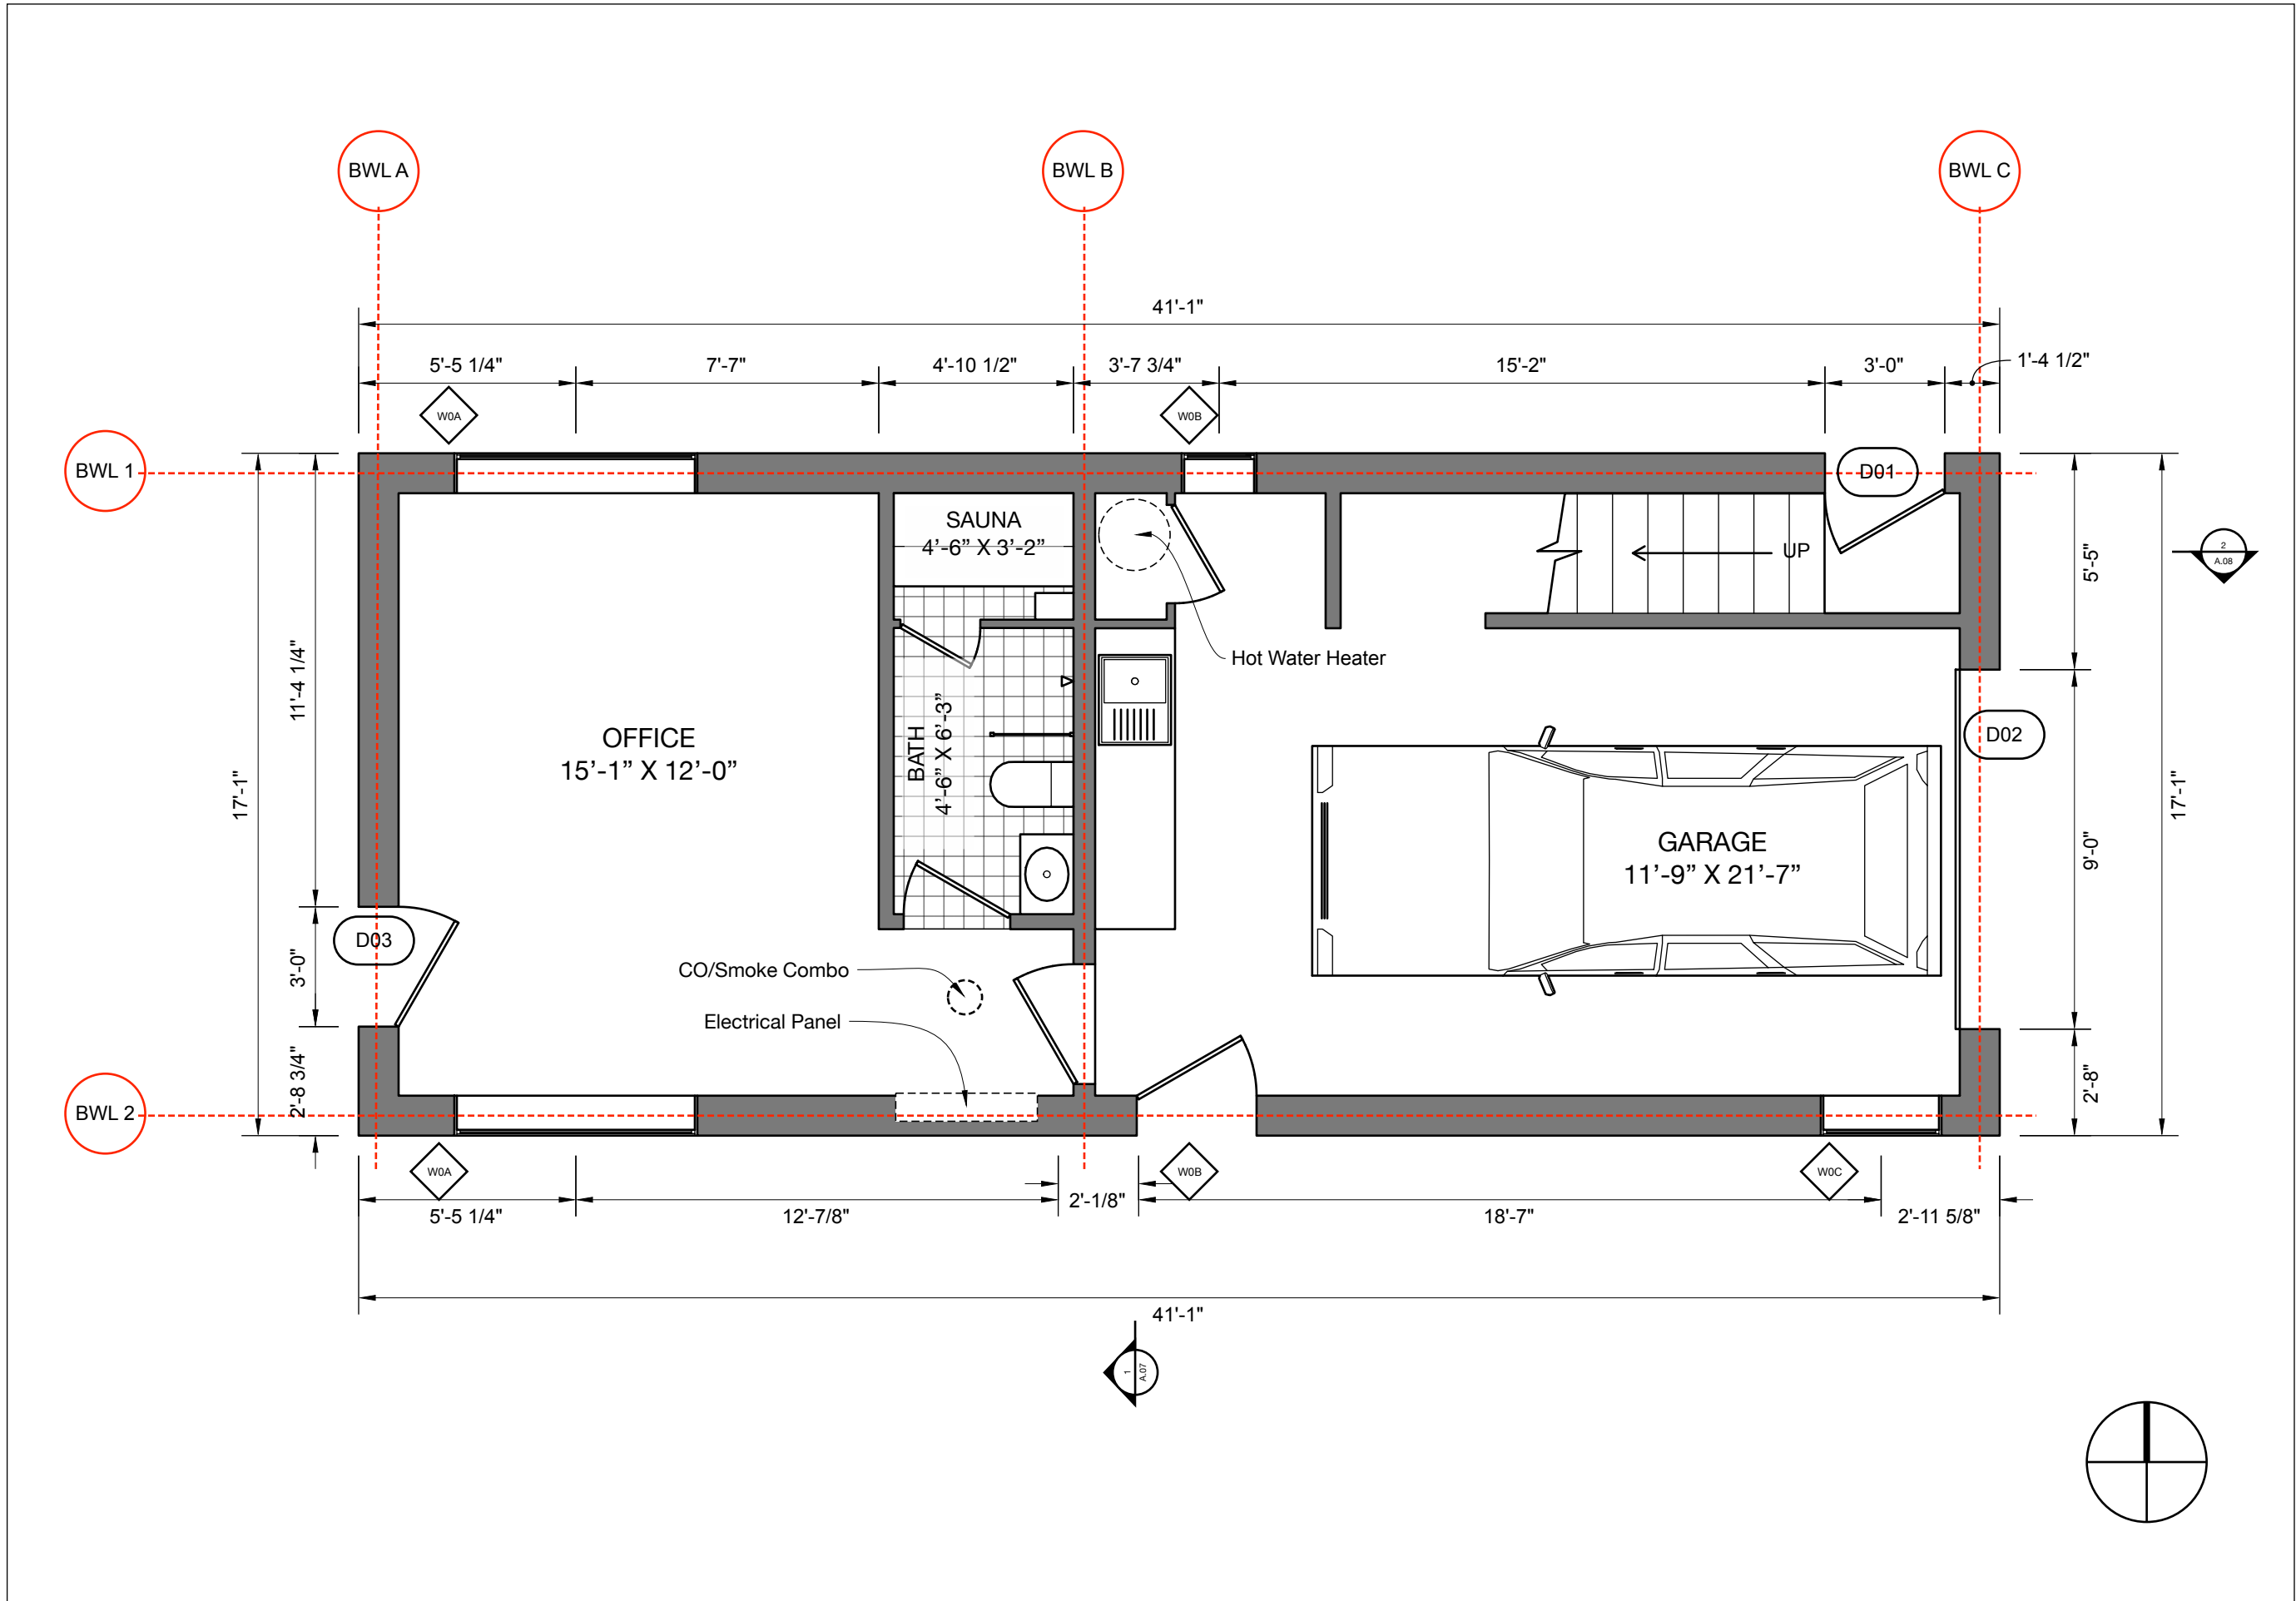 BWL A
BWL B
BWL C
41'-1"
5'-5 1/4"
7'-7"
4'-10 1/2"
3'-7 3/4"
15'-2"
3'-0"
1'-4 1/2"
W0A
W0B
BWL 1
D01
SAUNA
4’-6” X 3’-2”
UP
2
A.08
5'-5"
Hot Water Heater
11'-4 1/4"
17'-1"
OFFICE
15’-1” X 12’-0”
BATH
4’-6” X 6’-3”
D02
17'-1"
GARAGE
11’-9” X 21’-7”
9'-0"
D03
3'-0"
CO/Smoke Combo
Electrical Panel
2'-8 3/4"
2'-8"
BWL 2
W0A
W0B
W0C
5'-5 1/4"
12'-7/8"
2'-1/8"
18'-7"
2'-11 5/8"
41'-1"
1
A.07